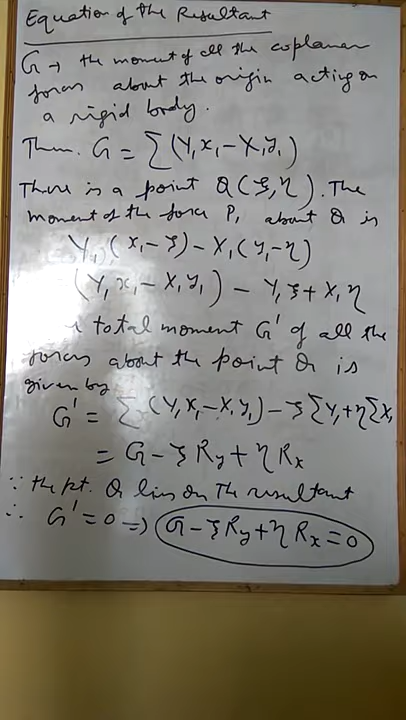 Equation of the Resultant
G → the moment of all the coplanar
forces about the origin acting on
a rigid body.
Then. G = ∑(Y₁x₁ - X₁y₁)
There is a point Q(ξ, η). The
moment of the force P₁ about Q is
Y₁(x₁ - ξ) - X₁(y₁ - η)
(Y₁x₁ - X₁y₁) - Y₁ξ + X₁η
total moment G' of all the
forces about the point Q is
given by
G' = ∑(Y₁x₁ - X₁y₁) - ξ∑Y₁ + η∑X₁
= G - ξRy + ηRx
∵ the pt. Q lies on The resultant
∴ G' = 0 ⇒ G - ξRy + ηRx = 0